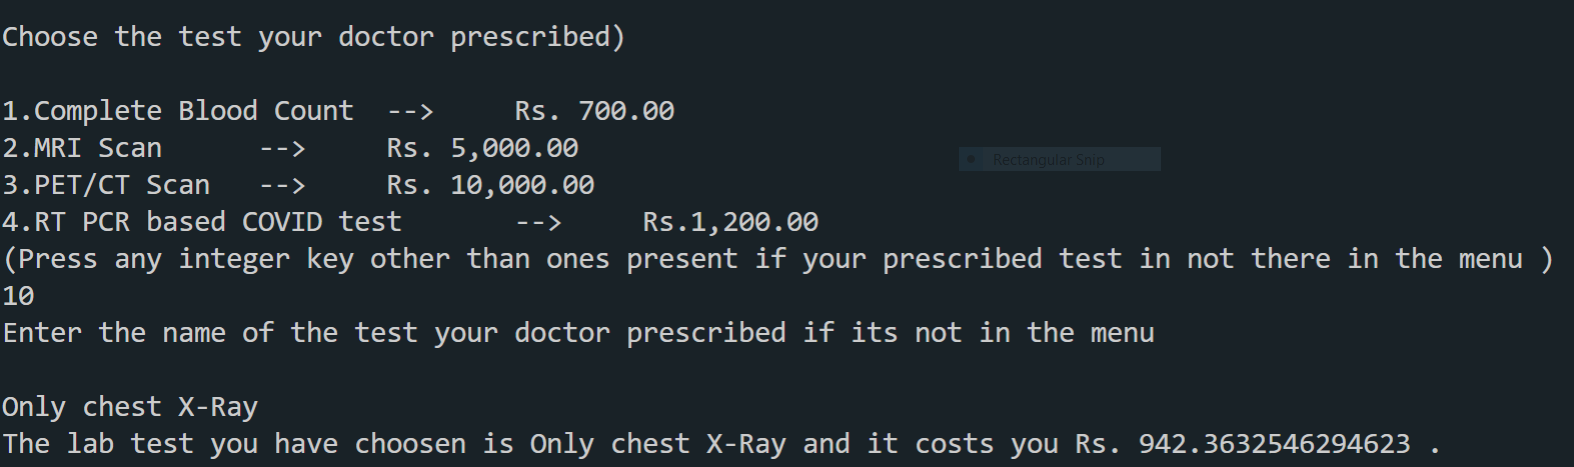 Choose the test your doctor prescribed)
1.Complete Blood Count  -->     Rs. 700.00
2.MRI Scan      -->     Rs. 5,000.00
Rectangular Snip
3.PET/CT Scan   -->     Rs. 10,000.00
4.RT PCR based COVID test       -->     Rs.1,200.00
(Press any integer key other than ones present if your prescribed test in not there in the menu )
10
Enter the name of the test your doctor prescribed if its not in the menu
Only chest X-Ray
The lab test you have choosen is Only chest X-Ray and it costs you Rs. 942.3632546294623 .